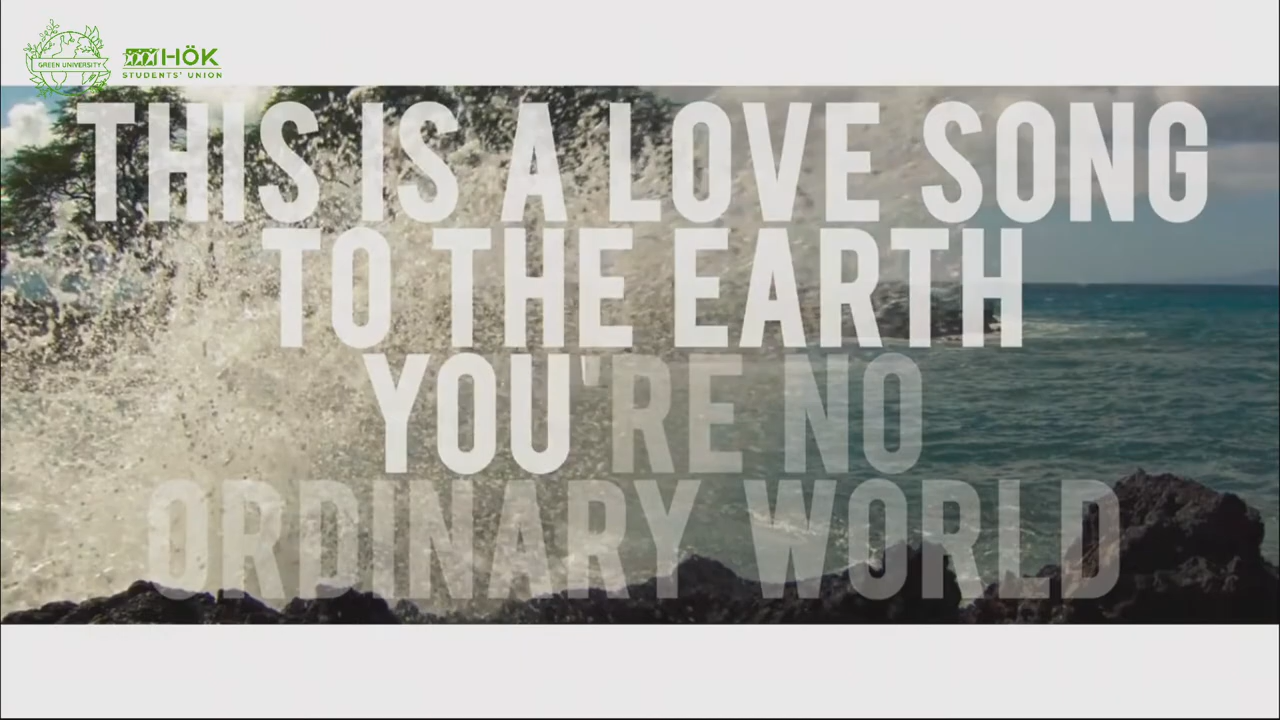 GREEN UNIVERSITY
HÖK
STUDENTS' UNION
THIS IS A LOVE SONG
TO THE EARTH
YOU'RE NO
ORDINARY WORLD